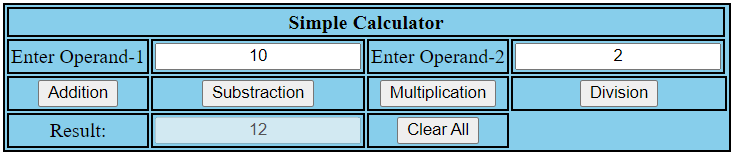 Simple Calculator
Enter Operand-1 10 Enter Operand-2 2
Addition Substraction Multiplication Division
Result: 12 Clear All